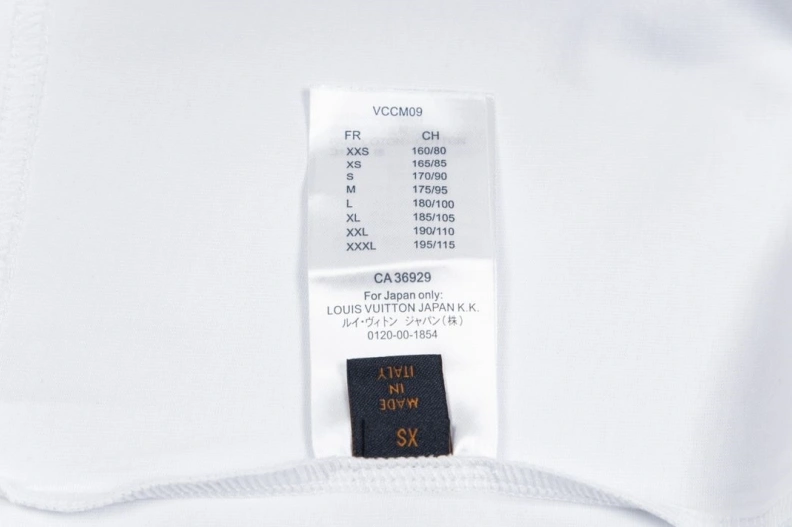 VCCM09
FR CH
XXS 160/80
XS 165/85
S 170/90
M 175/95
L 180/100
XL 185/105
XXL 190/110
XXXL 195/115
CA 36929
For Japan only:
LOUIS VUITTON JAPAN K.K.
ルイ・ヴィトン ジャパン(株)
0120-00-1854
XS
MADE
IN
ITALY